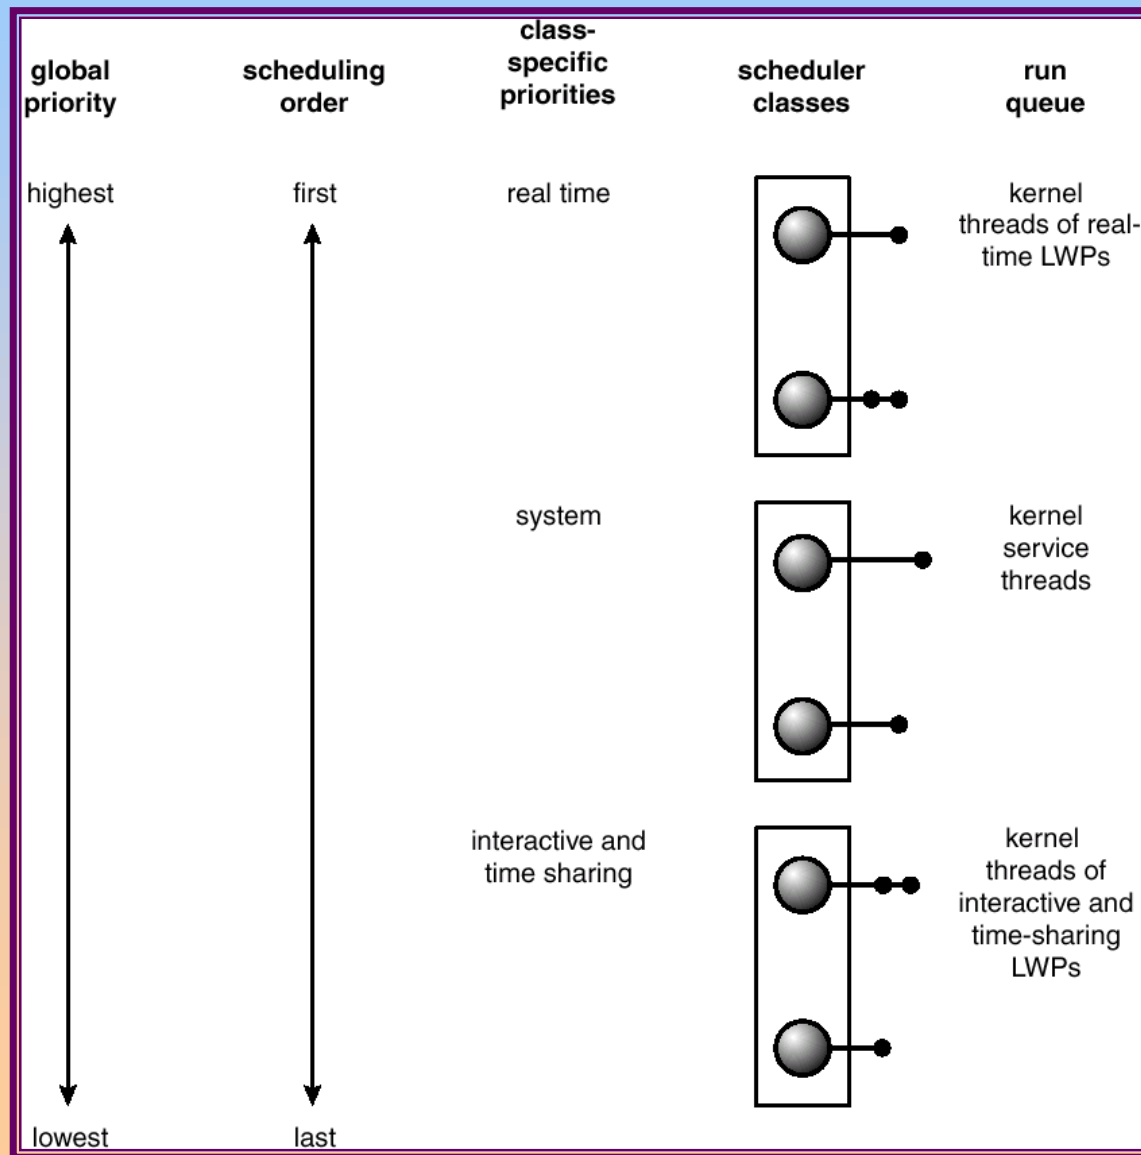 global
priority
scheduling
order
class-
specific
priorities
scheduler
classes
run
queue
highest
first
real time
kernel
threads of real-
time LWPs
system
kernel
service
threads
interactive and
time sharing
kernel
threads of
interactive and
time-sharing
LWPs
lowest
last